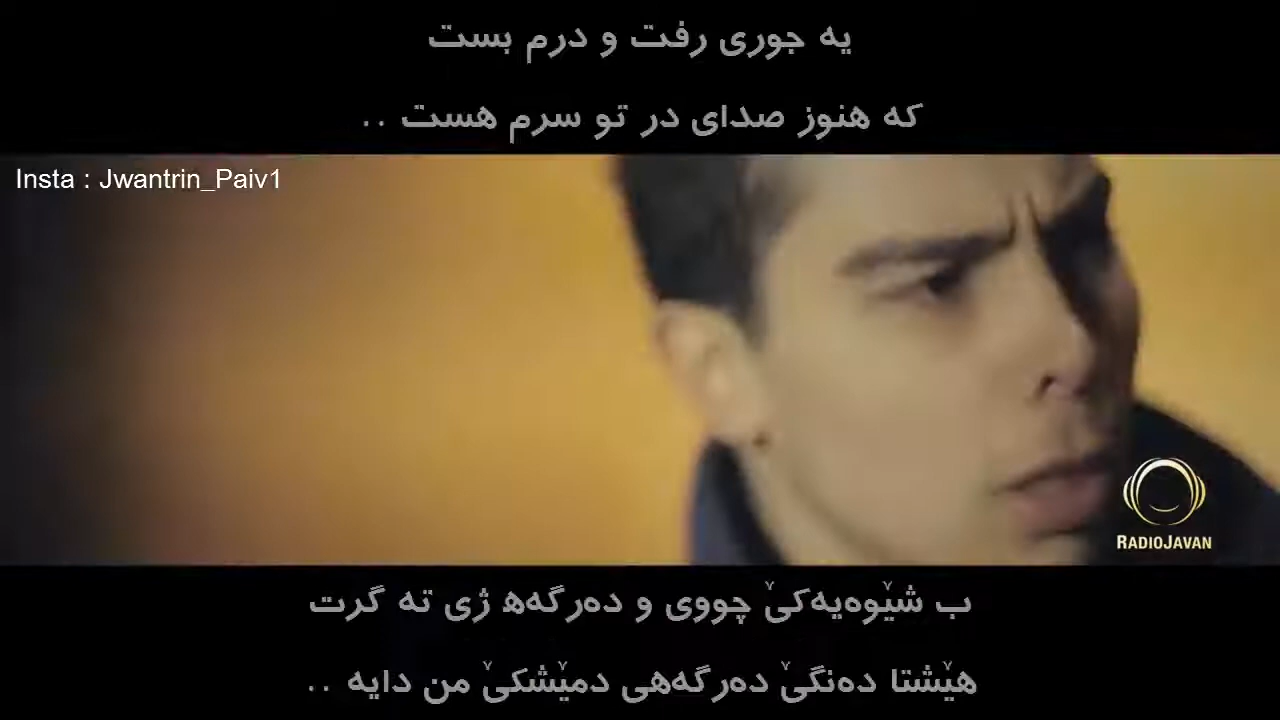 یه جوری رفت و درم بست
که هنوز صدای در تو سرم هست ..
Insta : Jwantrin_Paiv1
RADIOJAVAN
ب شێوەیەکێ چووی و دەرگەهـ ژی تە گرت
هێشتا دەنگێ دەرگەهی دمێشکێ من دایە ..